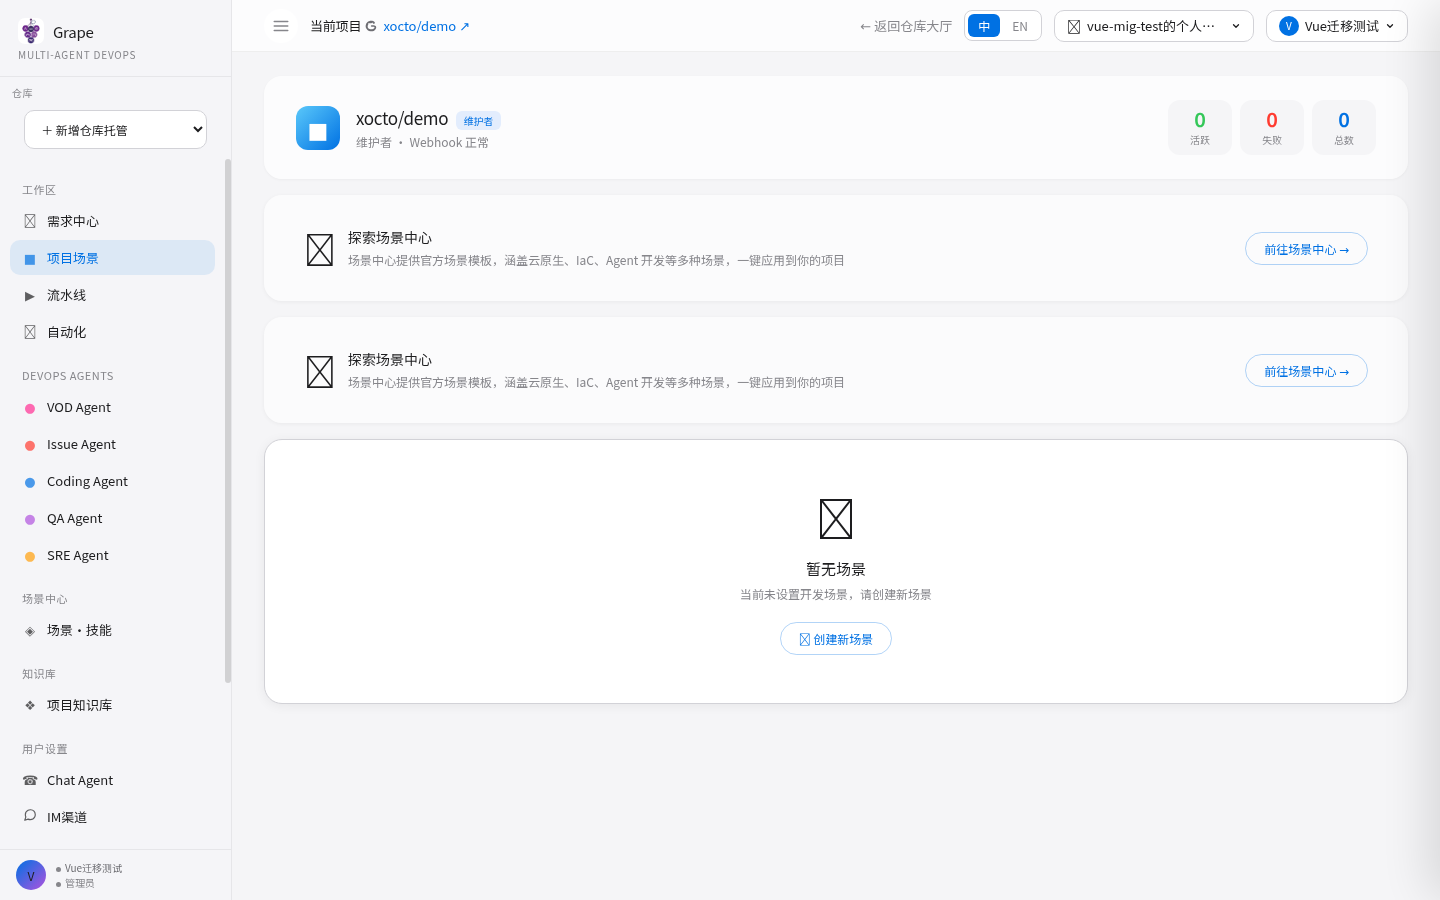 Grape
MULTI-AGENT DEVOPS
仓库
＋ 新增仓库托管
工作区
需求中心
项目场景
流水线
自动化
DEVOPS AGENTS
VOD Agent
Issue Agent
Coding Agent
QA Agent
SRE Agent
场景中心
场景·技能
知识库
项目知识库
用户设置
Chat Agent
IM渠道
V
Vue迁移测试
管理员
当前项目 xocto/demo ↗
← 返回仓库大厅
中 EN
vue-mig-test的个人···
V Vue迁移测试
xocto/demo 维护者
维护者 · Webhook 正常
0 活跃
0 失败
0 总数
探索场景中心
场景中心提供官方场景模板，涵盖云原生、IaC、Agent 开发等多种场景，一键应用到你的项目
前往场景中心 →
探索场景中心
场景中心提供官方场景模板，涵盖云原生、IaC、Agent 开发等多种场景，一键应用到你的项目
前往场景中心 →
暂无场景
当前未设置开发场景，请创建新场景
创建新场景